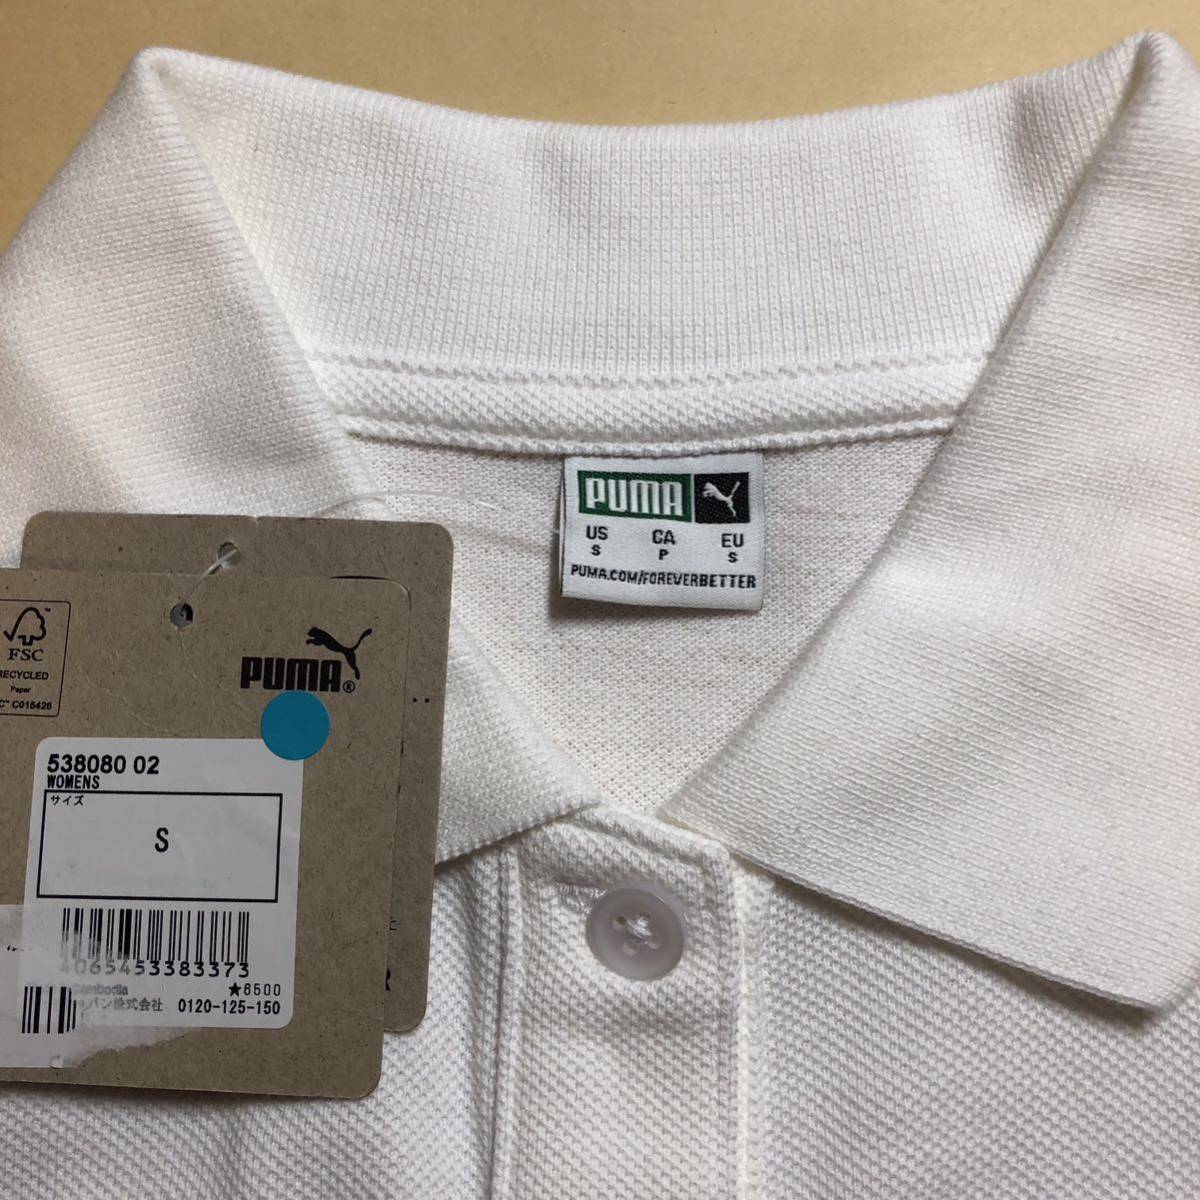 PUMA
US CA EU
S P S
PUMA.COM/FOREVERBETTER
FSC
RECYCLED
Paper
C015426
PUMA®
538080 02
WOMENS
サイズ
S
4065453383373
Cambodia
★6500
パン株式会社 0120-125-150